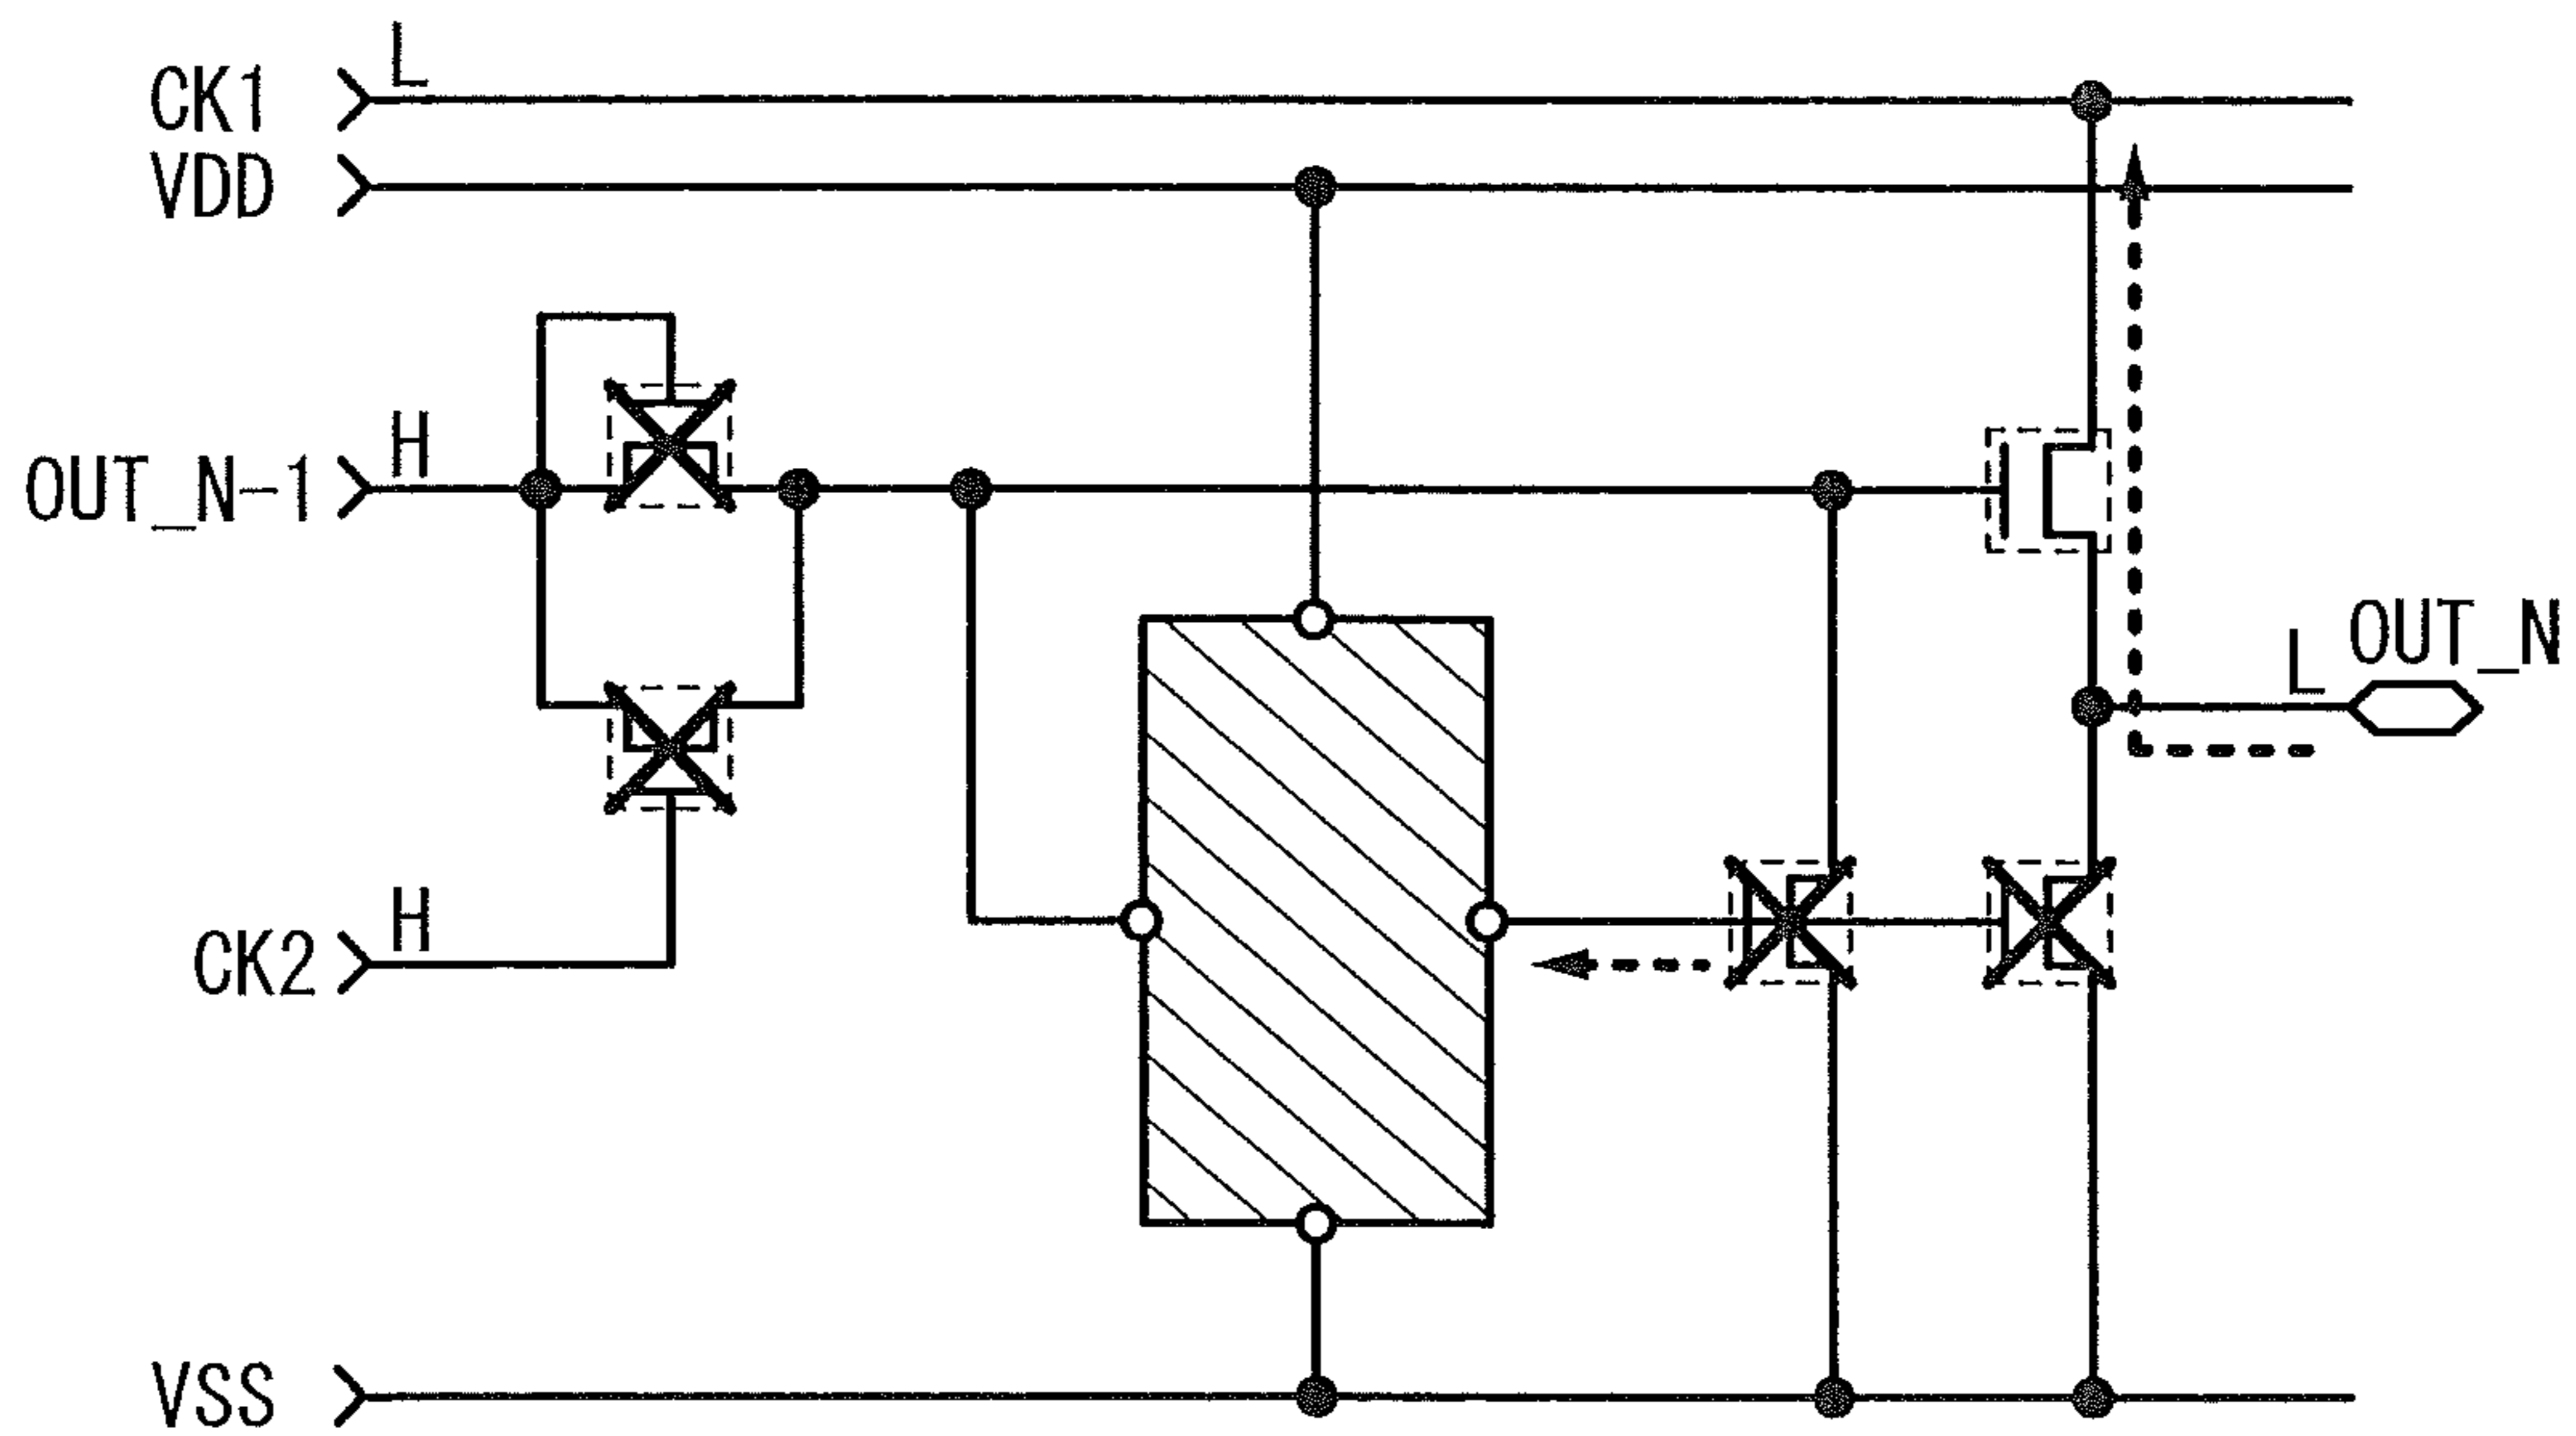 L
CK1
VDD
H
OUT_N-1
OUT_N
L
H
CK2
VSS